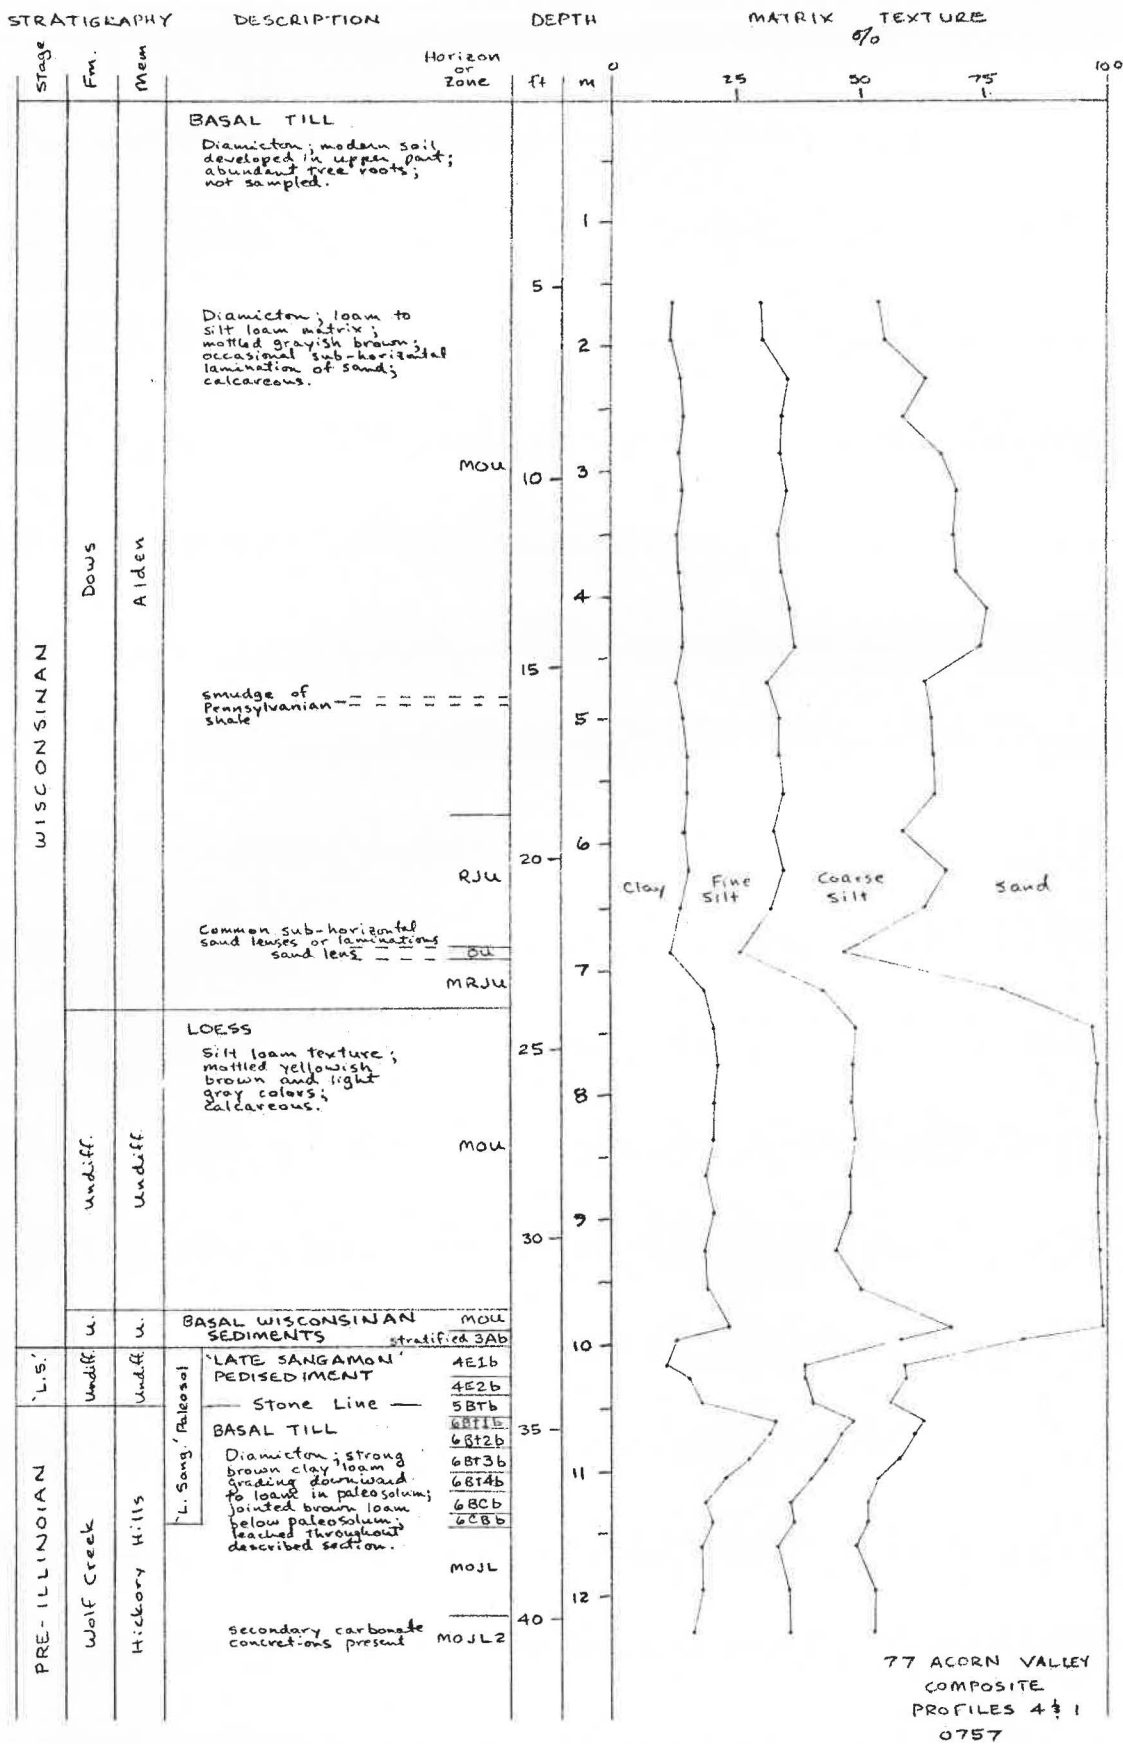 STRATIGRAPHY DESCRIPTION DEPTH MATRIX TEXTURE
%
Stage Fm. Mem Horizon or Zone ft m 0 25 50 75 100
BASAL TILL
Diamicton; modern soil
developed in upper part;
abundant tree roots;
not sampled.
1
5
Diamicton; loam to
silt loam matrix;
mottled grayish brown;
occasional sub-horizontal
lamination of sand;
calcareous.
2
MOU
10
3
WISCONSINAN
Dows
Alden
4
15
smudge of
Pennsylvanian
shale
5
6
20
RJU
Clay Fine Silt Coarse Silt Sand
Common sub-horizontal
sand lenses or laminations
sand lens OU
7
MRJU
LOESS
Silt loam texture;
mottled yellowish
brown and light
gray colors;
calcareous.
25
8
MOU
Undiff.
Undiff.
9
30
BASAL WISCONSINAN MOU
SEDIMENTS stratified 3Ab
u. u.
10
'L.S.' Undiff. Undiff.
'L. Sang.' Paleosol
'LATE SANGAMON' 4E1b
PEDISEDIMENT
4E2b
Stone Line 5BTb
6Bt1b
35
BASAL TILL 6Bt2b
Diamicton; strong 6Bt3b
brown clay loam
grading downward 6Bt4b
to loam in paleosolum;
jointed brown loam 6BCb
below paleosolum; 6CBb
leached throughout
described section.
11
MOJL
12
40
secondary carbonate
concretions present MOJL2
PRE-ILLINOIAN
Wolf Creek
Hickory Hills
77 ACORN VALLEY
COMPOSITE
PROFILES 4 & 1
0757